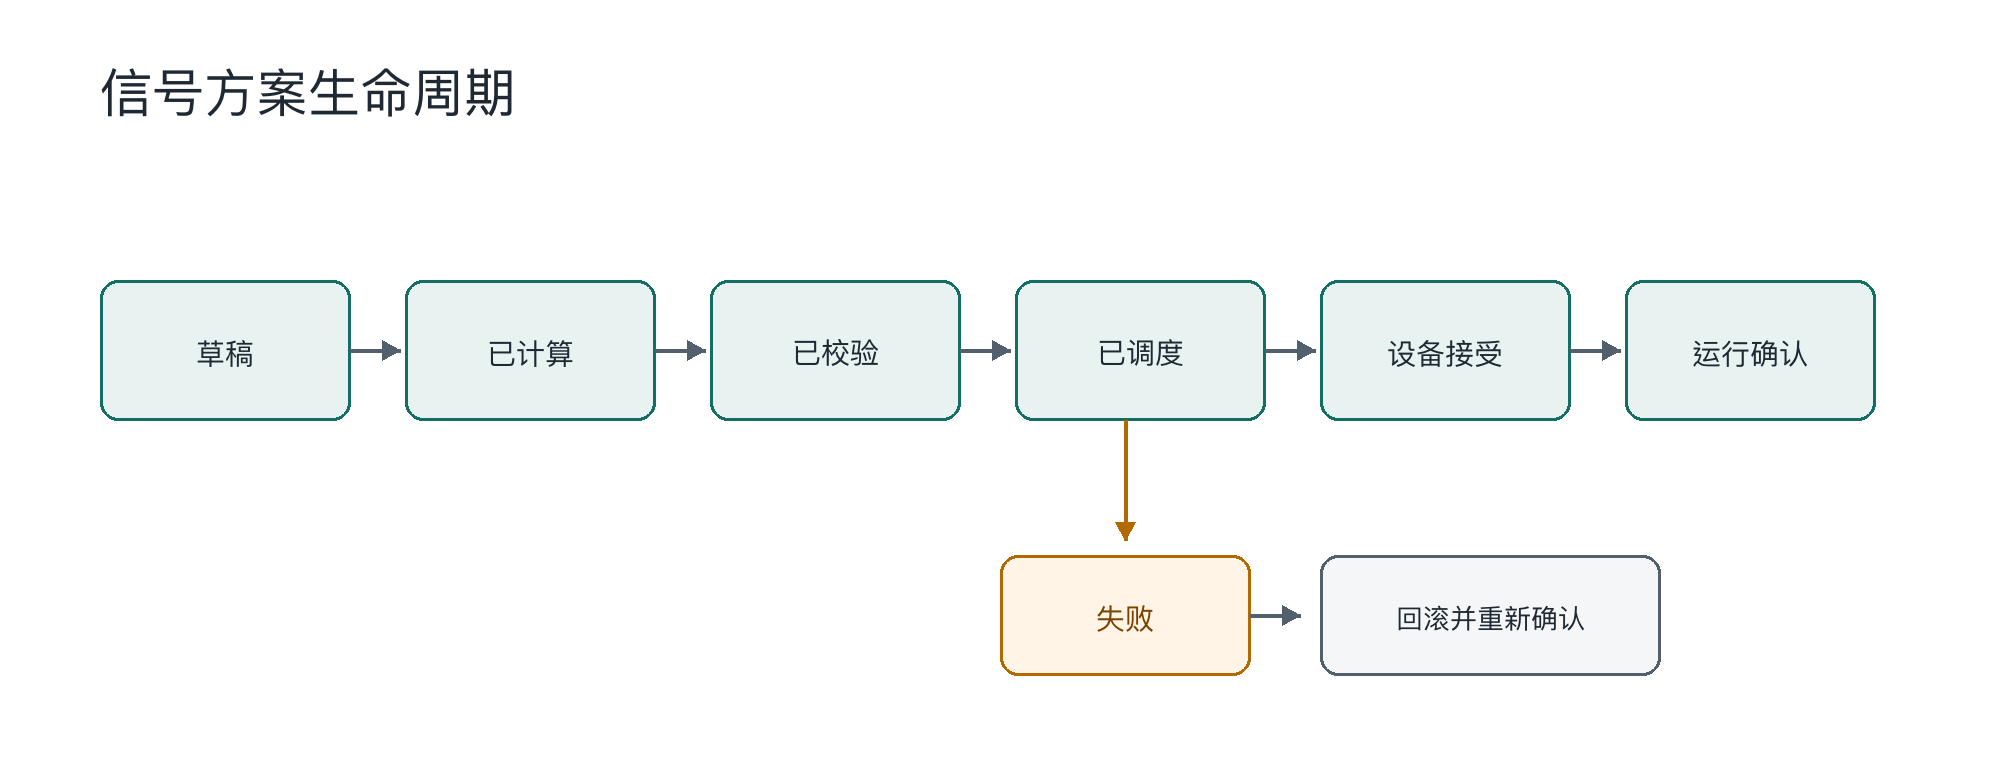 信号方案生命周期
草稿
已计算
已校验
已调度
设备接受
运行确认
失败
回滚并重新确认